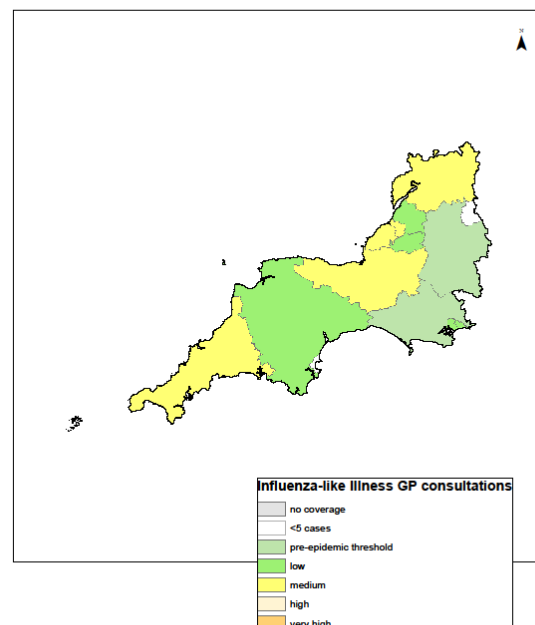 N
Influenza-like Illness GP consultations
no coverage
<5 cases
pre-epidemic threshold
low
medium
high
very high